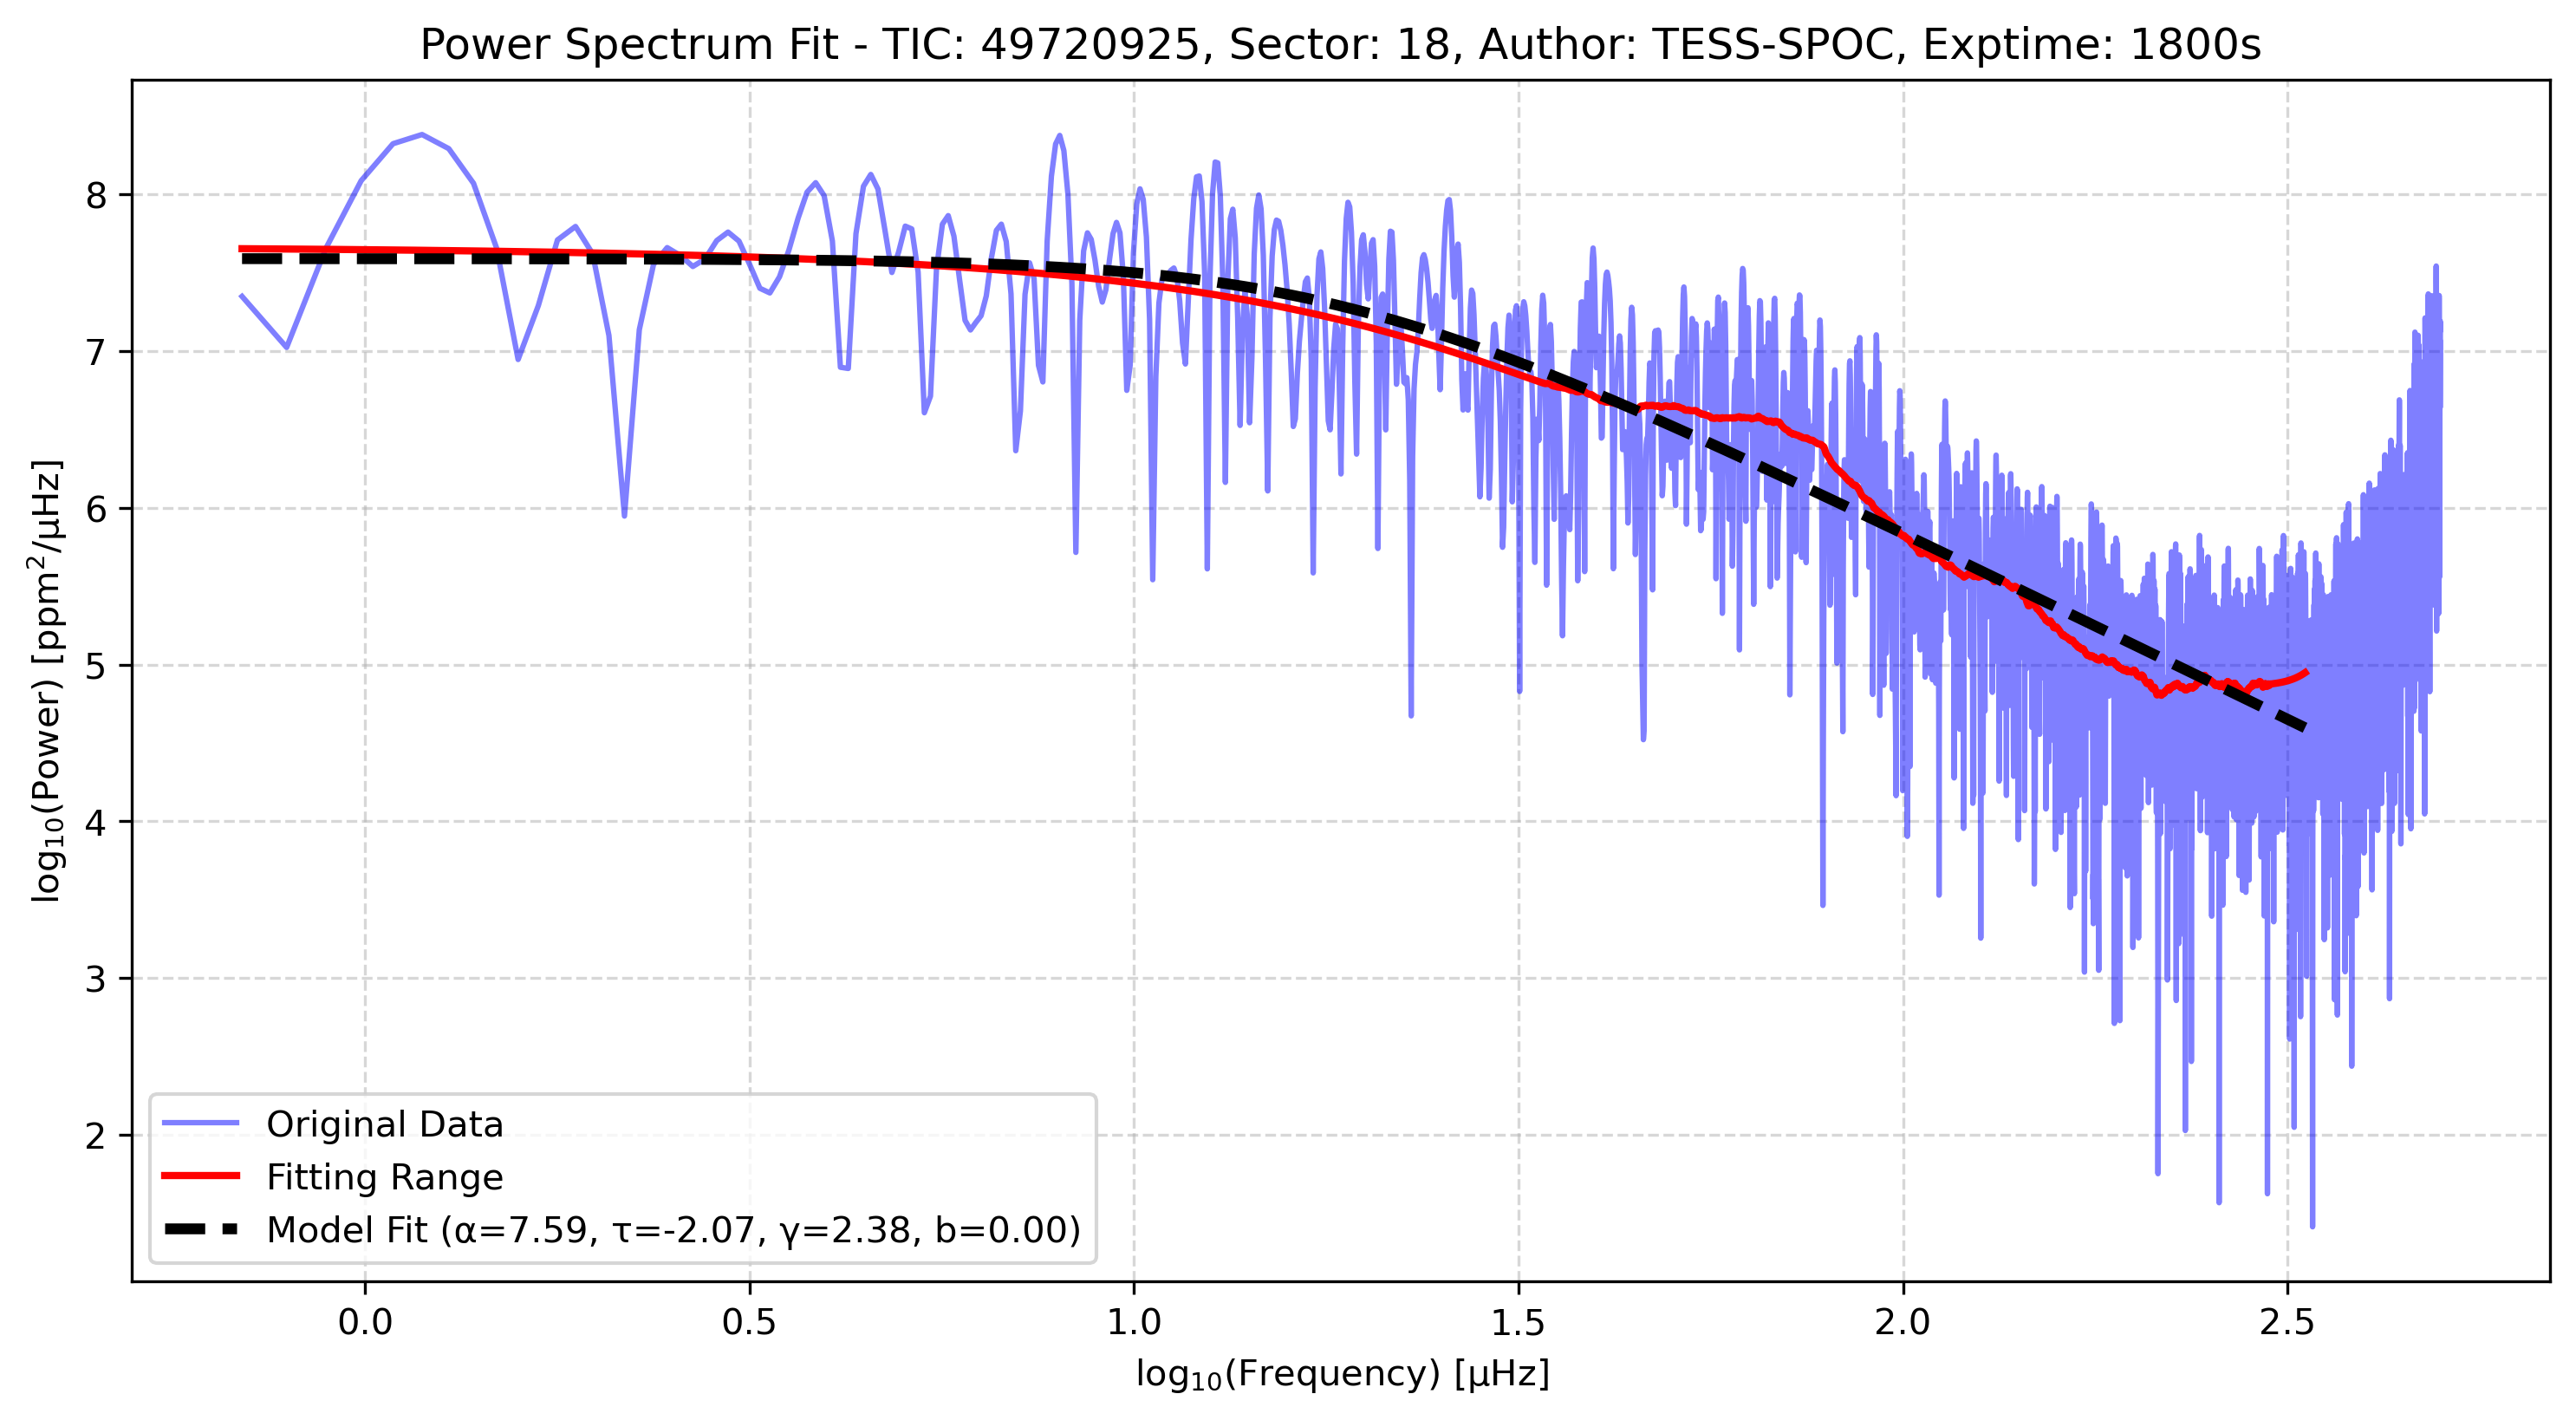 Power Spectrum Fit - TIC: 49720925, Sector: 18, Author: TESS-SPOC, Exptime: 1800s
log₁₀(Power) [ppm²/μHz]
8
7
6
5
4
3
2
Original Data
Fitting Range
Model Fit (α=7.59, τ=-2.07, γ=2.38, b=0.00)
0.0 0.5 1.0 1.5 2.0 2.5
log₁₀(Frequency) [μHz]